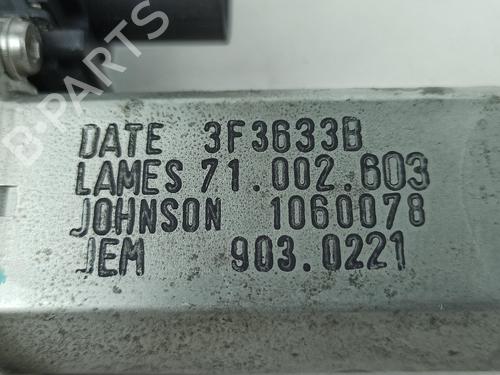 DATE 3F3633B
LAMES 71.002.603
JOHNSON 1060078
JEM 903.0221
B-PARTS